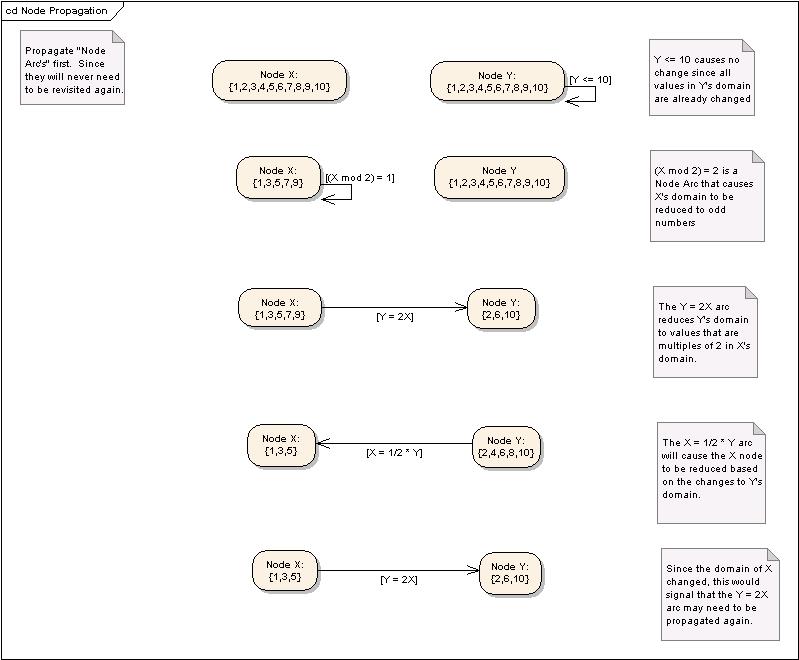 cd Node Propagation
Propagate "Node
Arc's" first. Since
they will never need
to be revisited again.
Node X:
{1,2,3,4,5,6,7,8,9,10}
Node Y:
{1,2,3,4,5,6,7,8,9,10}
[Y <= 10]
Y <= 10 causes no
change since all
values in Y's domain
are already changed
Node X:
{1,3,5,7,9}
[(X mod 2) = 1]
Node Y
{1,2,3,4,5,6,7,8,9,10}
(X mod 2) = 2 is a
Node Arc that causes
X's domain to be
reduced to odd
numbers
Node X:
{1,3,5,7,9}
[Y = 2X]
Node Y:
{2,6,10}
The Y = 2X arc
reduces Y's domain
to values that are
multiples of 2 in X's
domain.
Node X:
{1,3,5}
[X = 1/2 * Y]
Node Y:
{2,4,6,8,10}
The X = 1/2 * Y arc
will cause the X node
to be reduced based
on the changes to Y's
domain.
Node X:
{1,3,5}
[Y = 2X]
Node Y:
{2,6,10}
Since the domain of X
changed, this would
signal that the Y = 2X
arc may need to be
propagated again.